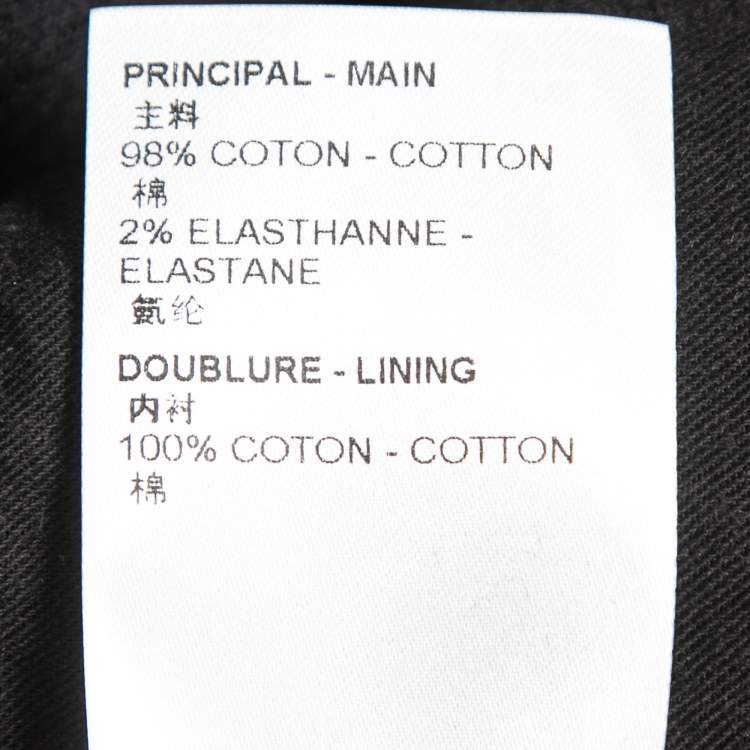 PRINCIPAL - MAIN
主料
98% COTON - COTTON
棉
2% ELASTHANNE -
ELASTANE
氨纶
DOUBLURE - LINING
内衬
100% COTON - COTTON
棉